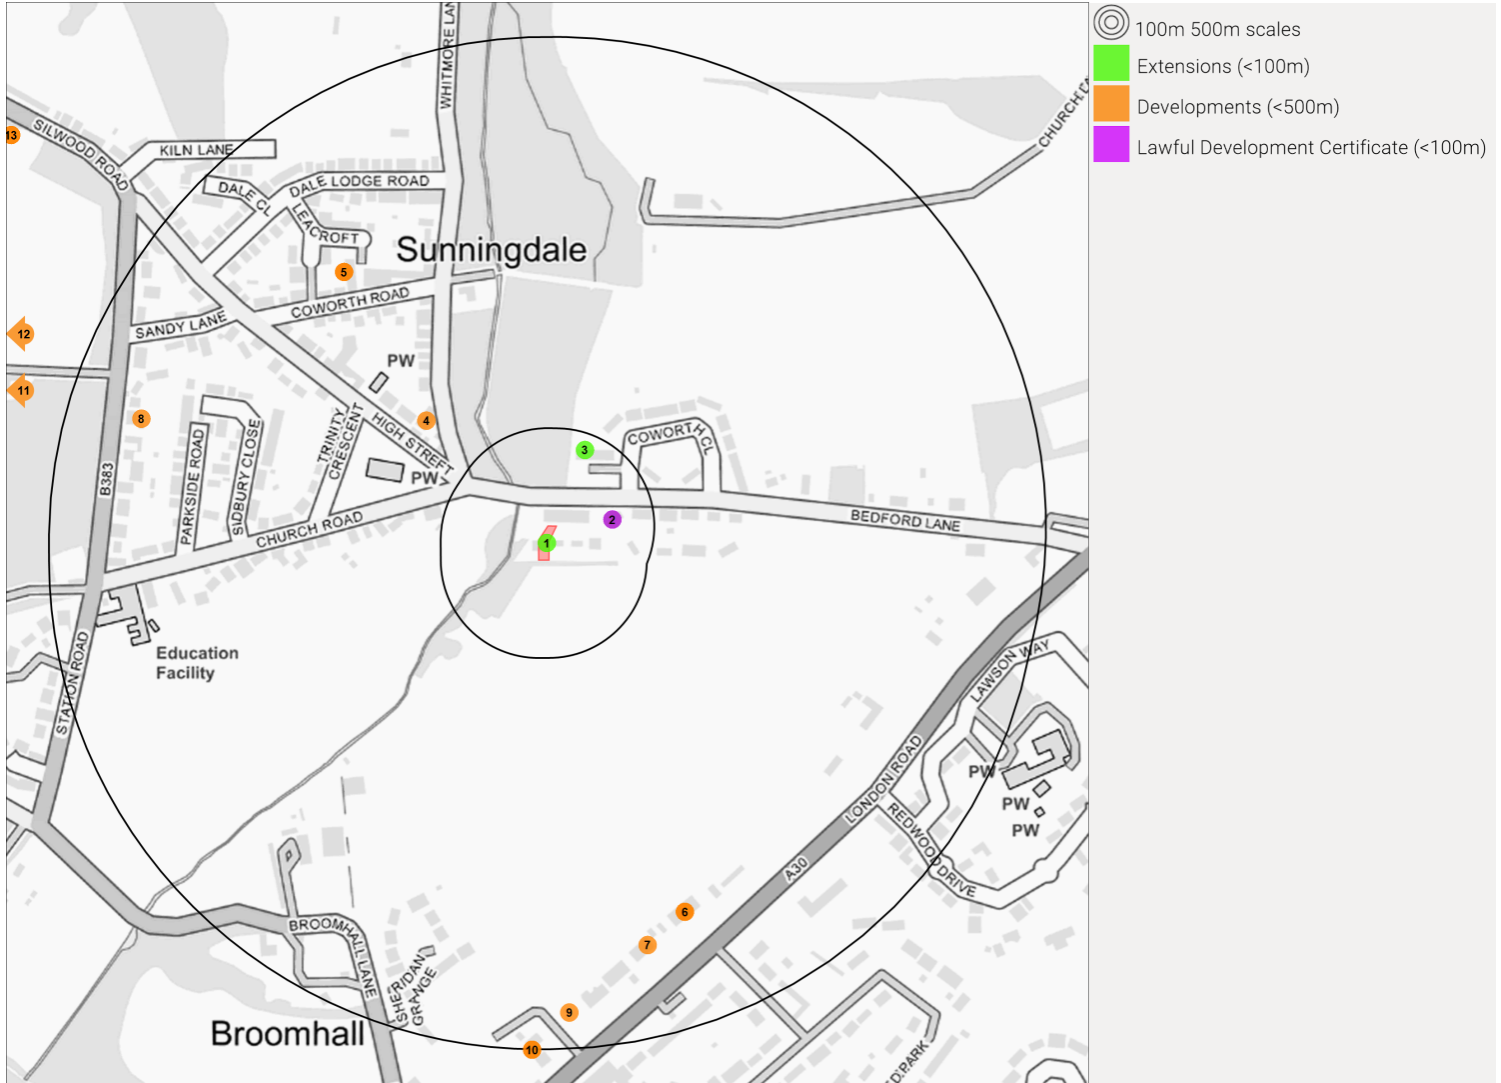 WHITMORE LAN
100m 500m scales
Extensions (<100m)
Developments (<500m)
Lawful Development Certificate (<100m)
CHURCH
13
SILWOOD ROAD
KILN LANE
DALE CL
DALE LODGE ROAD
LEACROFT
Sunningdale
5
COWORTH ROAD
SANDY LANE
12
11
PW
8
4
TRINITY
CRESCENT
HIGH STREET
PARKSIDE ROAD
SIDBURY CLOSE
B383
PW
3
COWORTH CL
2
1
CHURCH ROAD
BEDFORD LANE
Education
Facility
STATION ROAD
LAWSON WAY
PW
PW
PW
LONDON ROAD
REDWOOD DRIVE
A30
6
7
BROOMHALL LANE
SHERIDAN
GRANGE
9
10
Broomhall
D.PARK